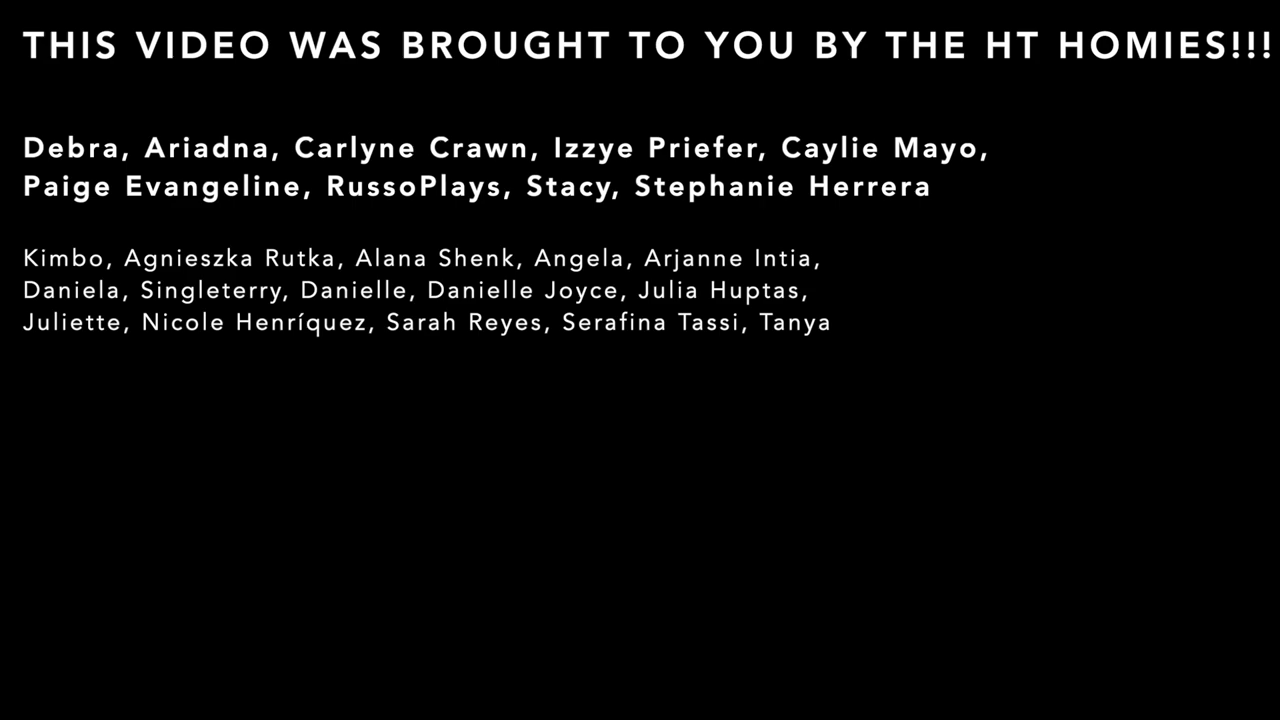 THIS VIDEO WAS BROUGHT TO YOU BY THE HT HOMIES!!!
Debra, Ariadna, Carlyne Crawn, Izzye Priefer, Caylie Mayo,
Paige Evangeline, RussoPlays, Stacy, Stephanie Herrera
Kimbo, Agnieszka Rutka, Alana Shenk, Angela, Arjanne Intia,
Daniela, Singleterry, Danielle, Danielle Joyce, Julia Huptas,
Juliette, Nicole Henríquez, Sarah Reyes, Serafina Tassi, Tanya